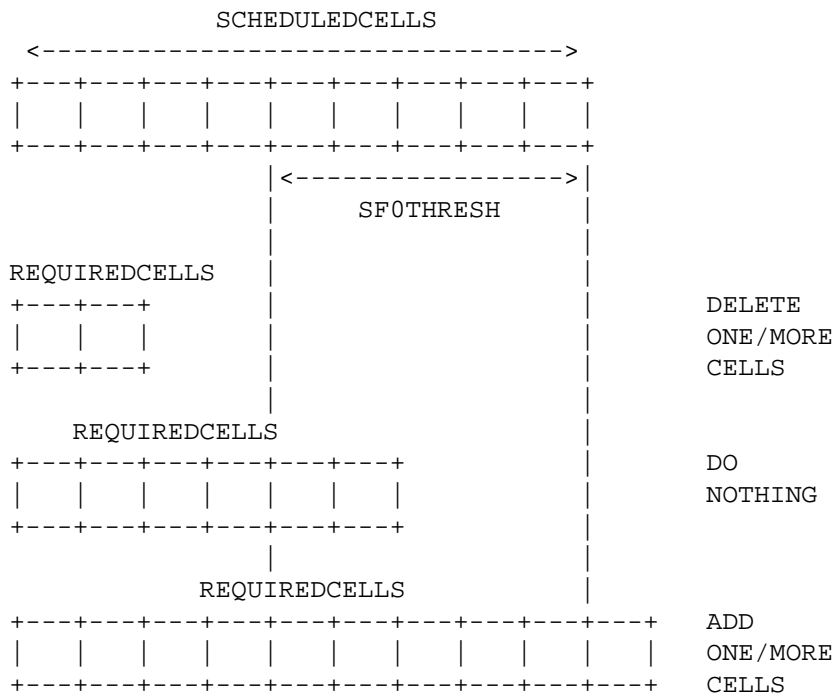 SCHEDULEDCELLS
<--------------------------------->
+---+---+---+---+---+---+---+---+---+
|   |   |   |   |   |   |   |   |   |
+---+---+---+---+---+---+---+---+---+
|<----------------->|
|     SF0THRESH     |
|                   |
REQUIREDCELLS   |                   |
+---+---+       |                   |       DELETE
|   |   |       |                   |       ONE/MORE
+---+---+       |                   |       CELLS
|                   |
REQUIREDCELLS                   |
+---+---+---+---+---+---+           |       DO
|   |   |   |   |   |   |           |       NOTHING
+---+---+---+---+---+---+           |
|                   |
REQUIREDCELLS           |
+---+---+---+---+---+---+---+---+---+---+   ADD
|   |   |   |   |   |   |   |   |   |   |   ONE/MORE
+---+---+---+---+---+---+---+---+---+---+   CELLS